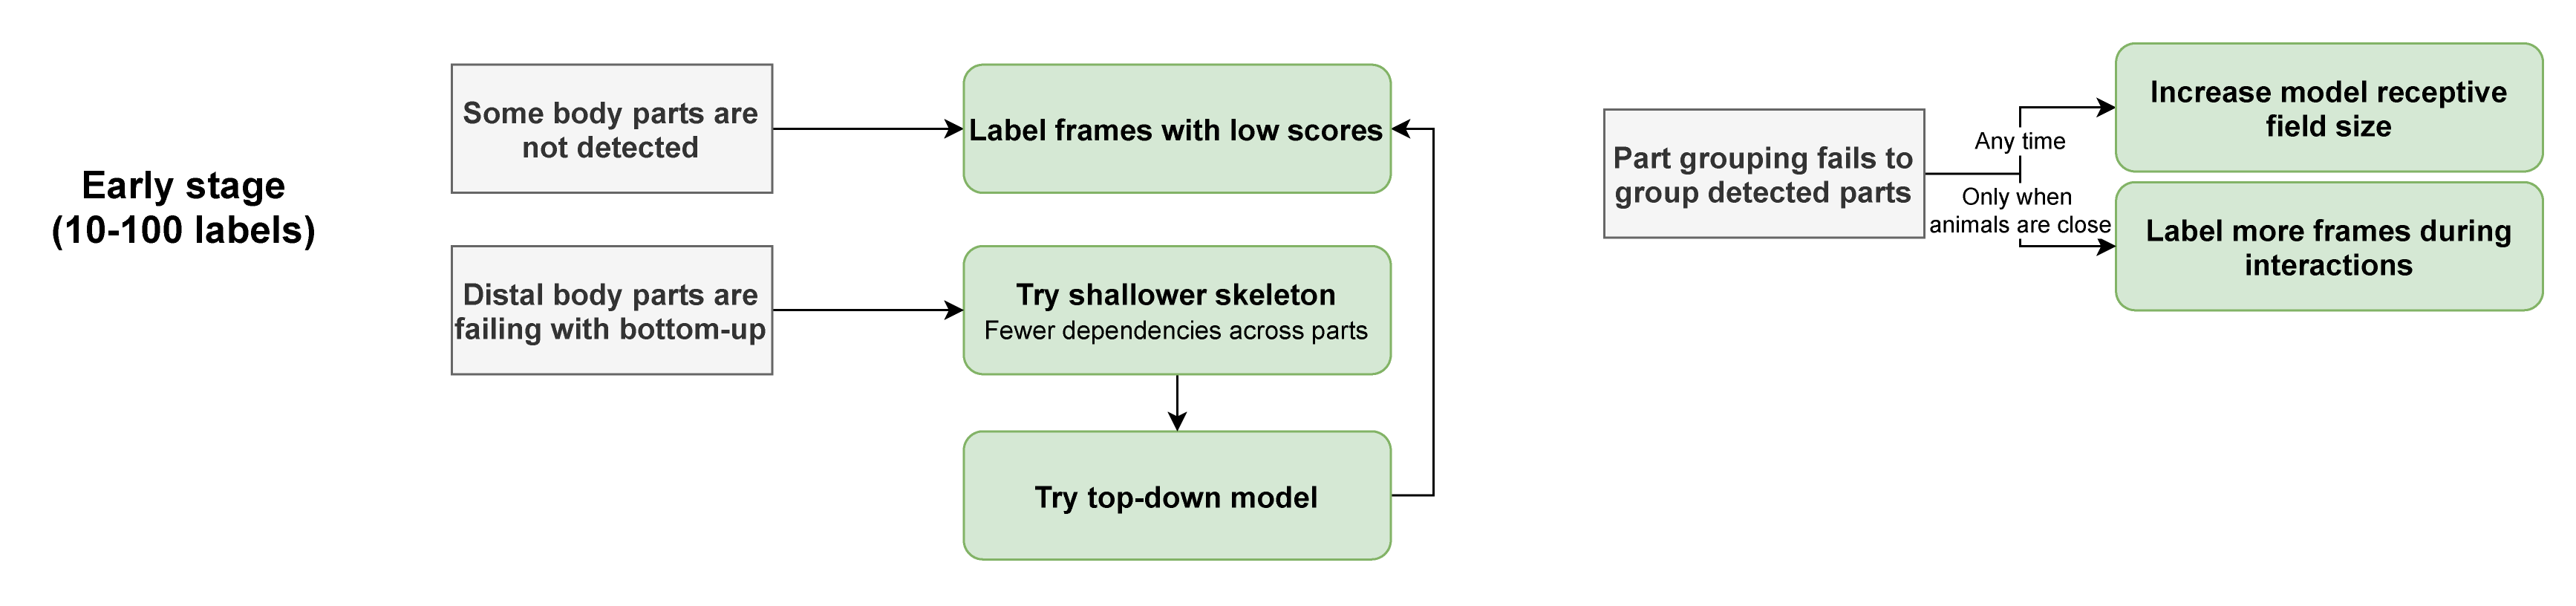 Early stage
(10-100 labels)
Some body parts are
not detected
Label frames with low scores
Distal body parts are
failing with bottom-up
Try shallower skeleton
Fewer dependencies across parts
Try top-down model
Part grouping fails to
group detected parts
Any time
Only when
animals are close
Increase model receptive
field size
Label more frames during
interactions